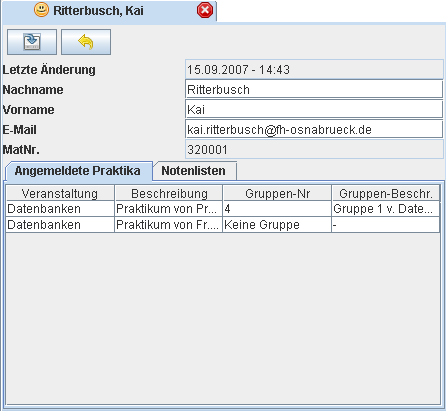 Ritterbusch, Kai
Letzte Änderung 15.09.2007 - 14:43
Nachname Ritterbusch
Vorname Kai
E-Mail kai.ritterbusch@fh-osnabrueck.de
MatNr. 320001
Angemeldete Praktika Notenlisten
Veranstaltung Beschreibung Gruppen-Nr Gruppen-Beschr.
Datenbanken Praktikum von Pr... 4 Gruppe 1 v. Date...
Datenbanken Praktikum von Fr.... Keine Gruppe -